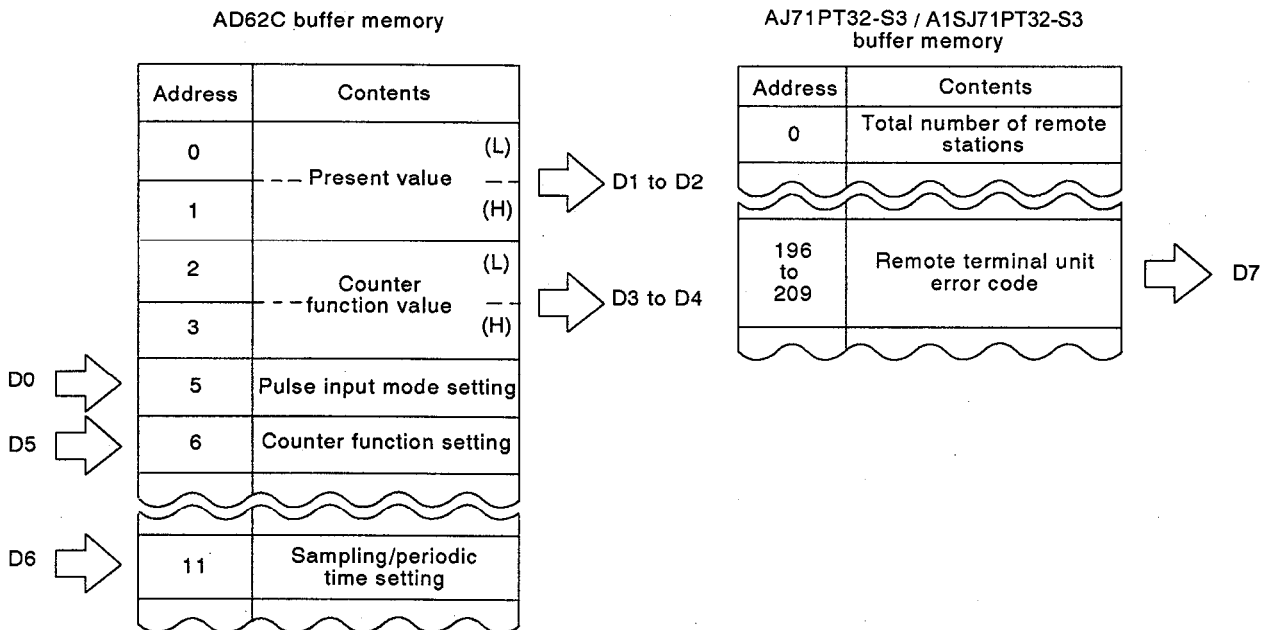 AD62C buffer memory
Address Contents
0 (L)
Present value
1 (H)
D1 to D2
2 (L)
Counter
function value
3 (H)
D3 to D4
D0 5 Pulse input mode setting
D5 6 Counter function setting
D6 11 Sampling/periodic
time setting
AJ71PT32-S3 / A1SJ71PT32-S3
buffer memory
Address Contents
0 Total number of remote
stations
196
to
209
Remote terminal unit
error code
D7